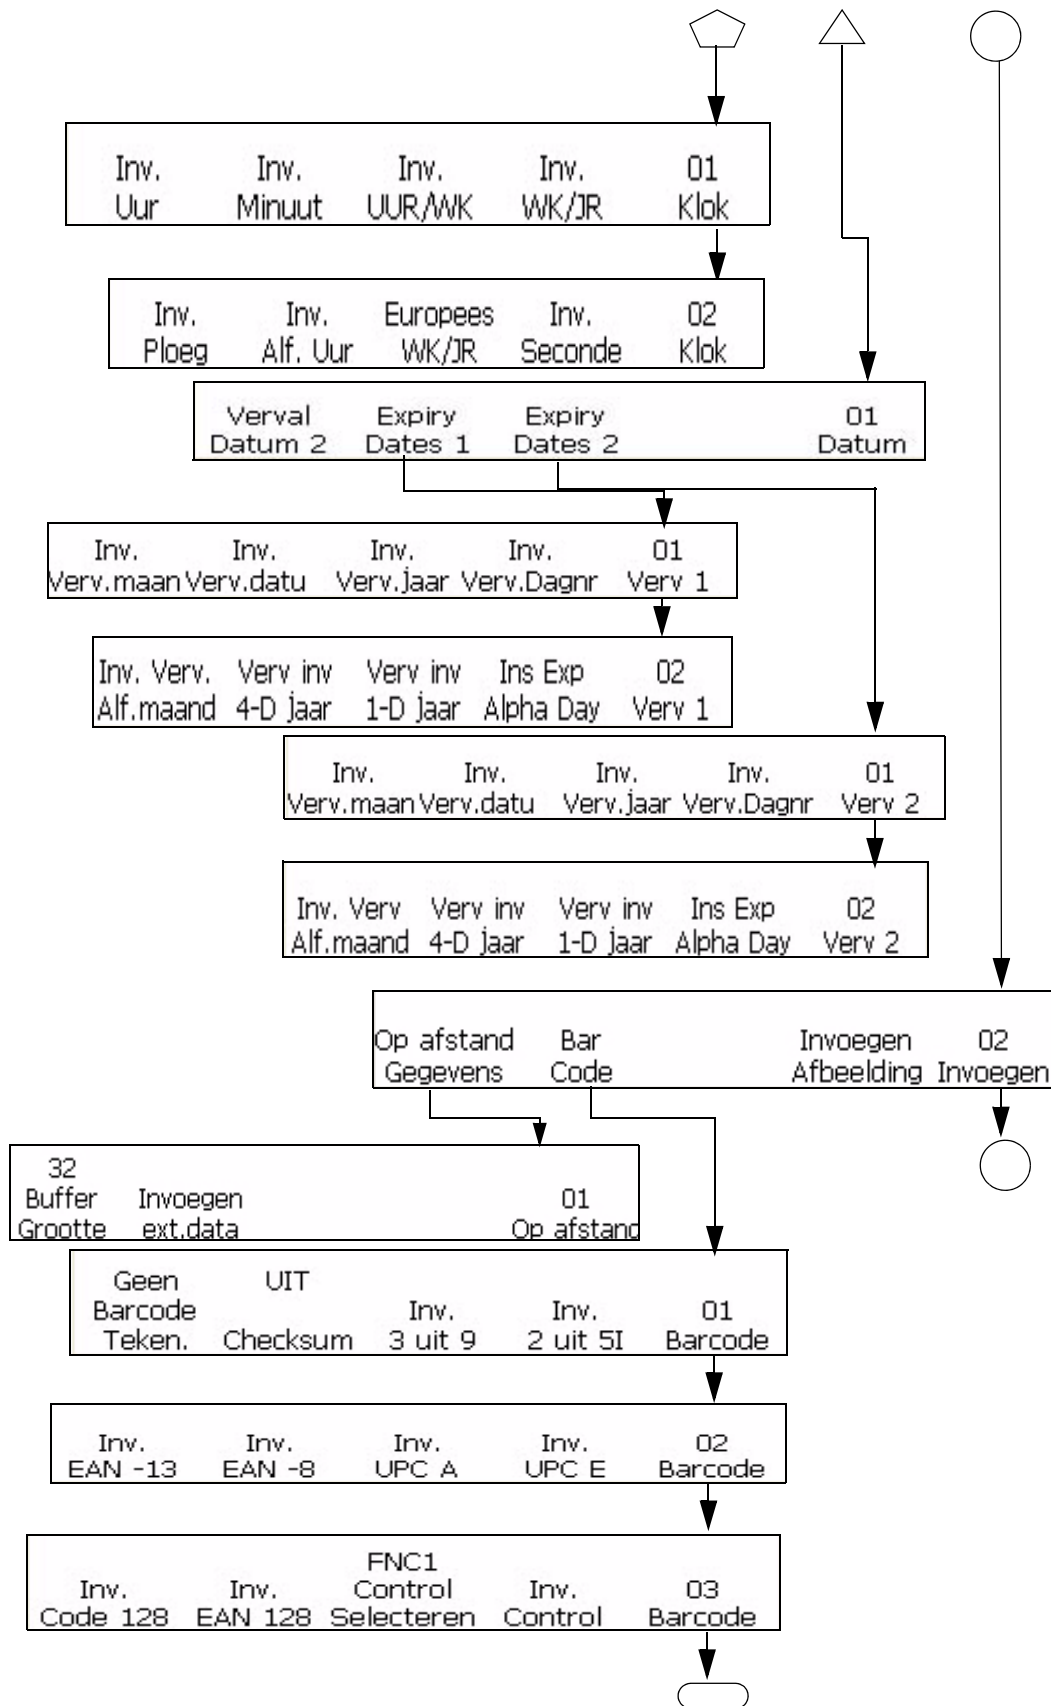 Inv. Inv. Inv. Inv. 01
Uur Minuut UUR/WK WK/JR Klok
Inv. Inv. Europees Inv. 02
Ploeg Alf. Uur WK/JR Seconde Klok
Verval Expiry Expiry 01
Datum 2 Dates 1 Dates 2 Datum
Inv. Inv. Inv. Inv. 01
Verv.maan Verv.datu Verv.jaar Verv.Dagnr Verv 1
Inv. Verv. Verv inv Verv inv Ins Exp 02
Alf.maand 4-D jaar 1-D jaar Alpha Day Verv 1
Inv. Inv. Inv. Inv. 01
Verv.maan Verv.datu Verv.jaar Verv.Dagnr Verv 2
Inv. Verv Verv inv Verv inv Ins Exp 02
Alf.maand 4-D jaar 1-D jaar Alpha Day Verv 2
Op afstand Bar Invoegen 02
Gegevens Code Afbeelding Invoegen
32
Buffer Invoegen 01
Grootte ext.data Op afstand
Geen UIT
Barcode Inv. Inv. 01
Teken. Checksum 3 uit 9 2 uit 5I Barcode
Inv. Inv. Inv. Inv. 02
EAN -13 EAN -8 UPC A UPC E Barcode
FNC1
Inv. Inv. Control Inv. 03
Code 128 EAN 128 Selecteren Control Barcode